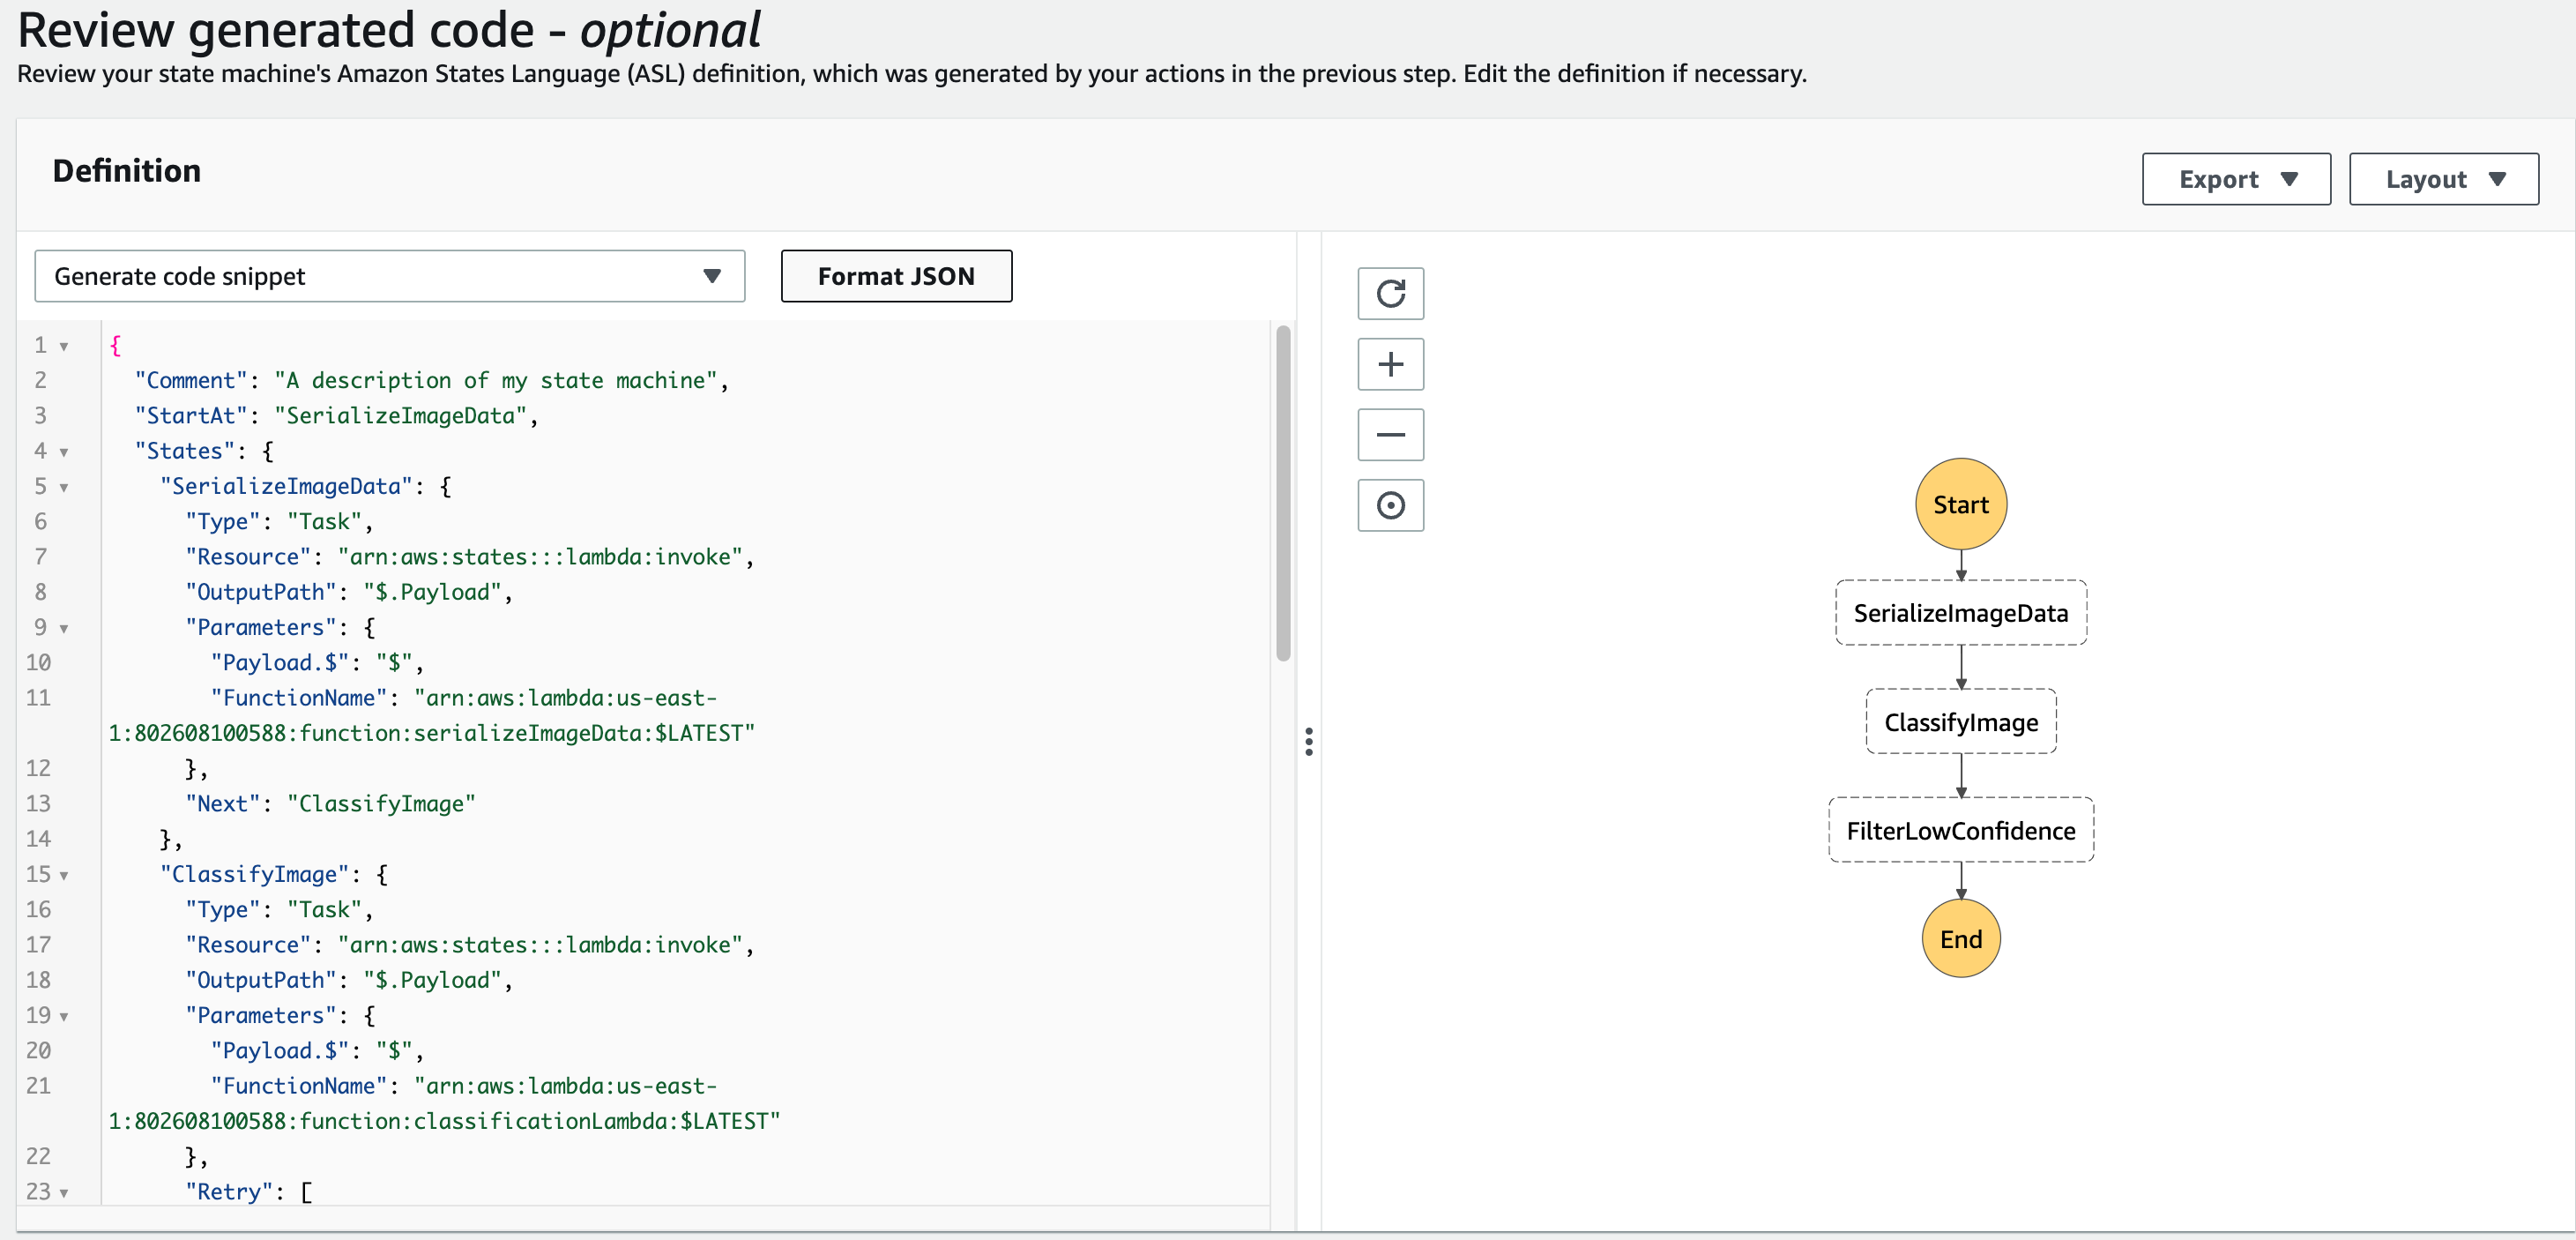 Review generated code - optional
Review your state machine's Amazon States Language (ASL) definition, which was generated by your actions in the previous step. Edit the definition if necessary.
Definition
Export
Layout
Generate code snippet
Format JSON
1 {
2 "Comment": "A description of my state machine",
3 "StartAt": "SerializeImageData",
4 "States": {
5 "SerializeImageData": {
6 "Type": "Task",
7 "Resource": "arn:aws:states:::lambda:invoke",
8 "OutputPath": "$.Payload",
9 "Parameters": {
10 "Payload.$": "$",
11 "FunctionName": "arn:aws:lambda:us-east-
1:802608100588:function:serializeImageData:$LATEST"
12 },
13 "Next": "ClassifyImage"
14 },
15 "ClassifyImage": {
16 "Type": "Task",
17 "Resource": "arn:aws:states:::lambda:invoke",
18 "OutputPath": "$.Payload",
19 "Parameters": {
20 "Payload.$": "$",
21 "FunctionName": "arn:aws:lambda:us-east-
1:802608100588:function:classificationLambda:$LATEST"
22 },
23 "Retry": [
Start
SerializeImageData
ClassifyImage
FilterLowConfidence
End